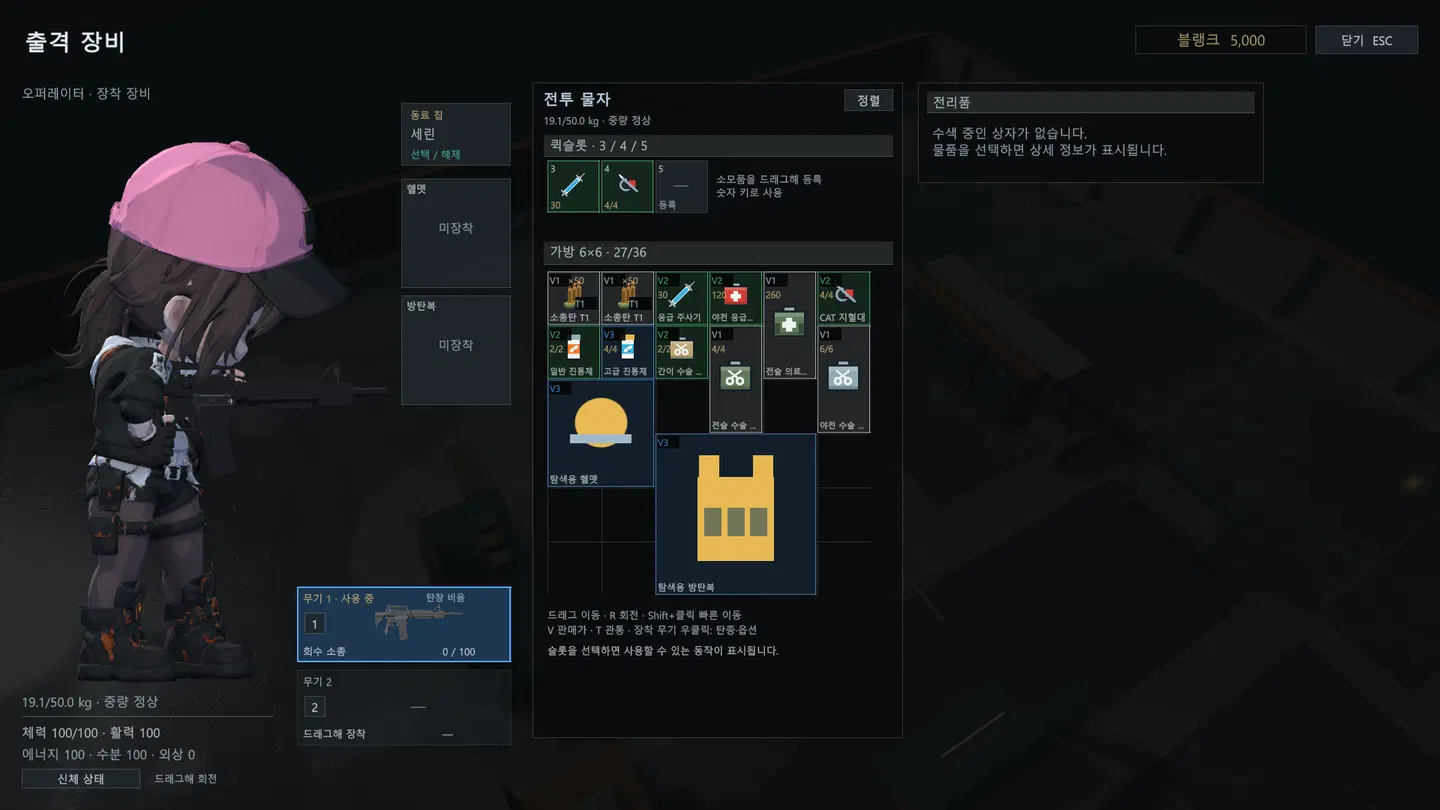 출격 장비
블랭크 5,000
닫기 ESC
오퍼레이터 · 장착 장비
동료 칩
세린
선택 / 해제
헬멧
미장착
방탄복
미장착
무기 1 · 사용 중
탄창 비움
1
회수 소총
0 / 100
무기 2
2
—
드래그해 장착
—
19.1/50.0 kg · 중량 정상
체력 100/100 · 활력 100
에너지 100 · 수분 100 · 외상 0
신체 상태
드래그해 회전
전투 물자
정렬
19.1/50.0 kg · 중량 정상
퀵슬롯 · 3 / 4 / 5
3
30
4
4/4
5
—
등록
소모품을 드래그해 등록
숫자 키로 사용
가방 6×6 · 27/36
V1 ×50
T1
소총탄 T1
V1 ×50
T1
소총탄 T1
V2
30
응급 주사기
V2
120
야전 응급...
V1
260
전술 의료...
V2
4/4
CAT 지혈대
V2
2/2
일반 진통제
V3
4/4
고급 진통제
V2
2/2
간이 수술 ...
V1
4/4
전술 수술 ...
V1
6/6
야전 수술 ...
V3
탐색용 헬멧
V3
탐색용 방탄복
드래그 이동 · R 회전 · Shift+클릭 빠른 이동
V 판매가 · T 관통 · 장착 무기 우클릭: 탄종·옵션
슬롯을 선택하면 사용할 수 있는 동작이 표시됩니다.
전리품
수색 중인 상자가 없습니다.
물품을 선택하면 상세 정보가 표시됩니다.